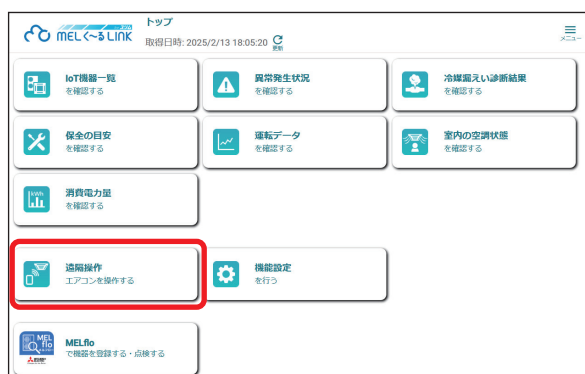 MELく~るLINK
トップ
取得日時: 2025/2/13 18:05:20
更新
メニュー
IoT機器一覧
を確認する
異常発生状況
を確認する
冷媒漏えい診断結果
を確認する
保全の目安
を確認する
運転データ
を確認する
室内の空調状態
を確認する
kWh
消費電力量
を確認する
遠隔操作
エアコンを操作する
機能設定
を行う
MEL
flo
MELflo
で機器を登録する・点検する